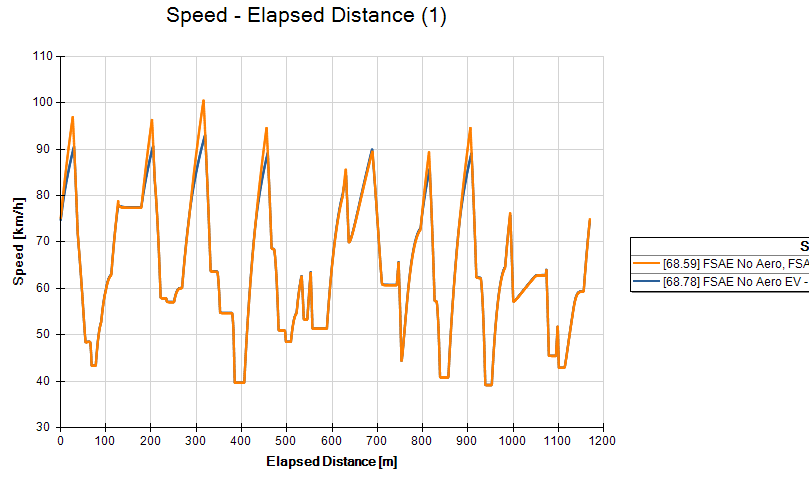 Speed - Elapsed Distance (1)
110
100
90
80
70
60
50
40
30
Speed [km/h]
0 100 200 300 400 500 600 700 800 900 1000 1100 1200
Elapsed Distance [m]
S
[68.59] FSAE No Aero, FSA
[68.78] FSAE No Aero EV -